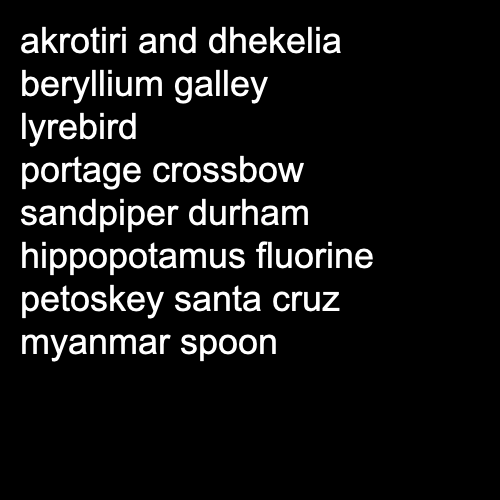 akrotiri and dhekelia
beryllium galley
lyrebird
portage crossbow
sandpiper durham
hippopotamus fluorine
petoskey santa cruz
myanmar spoon